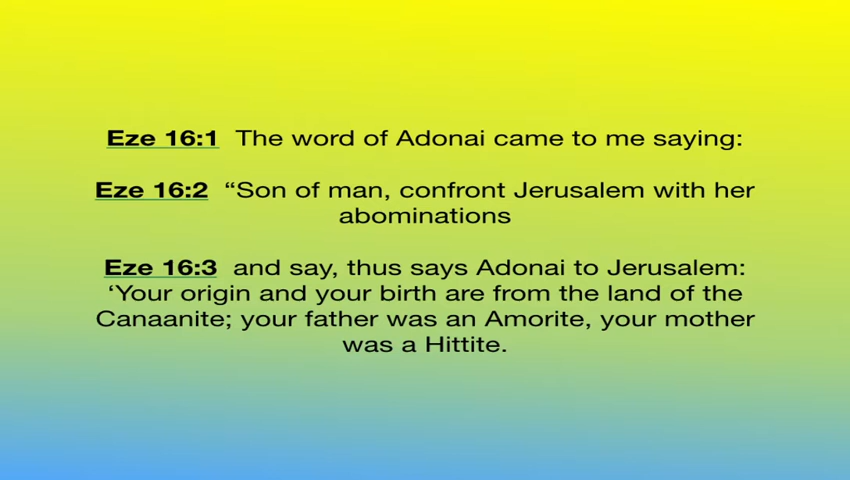 Eze 16:1  The word of Adonai came to me saying:
Eze 16:2  “Son of man, confront Jerusalem with her
abominations
Eze 16:3  and say, thus says Adonai to Jerusalem:
‘Your origin and your birth are from the land of the
Canaanite; your father was an Amorite, your mother
was a Hittite.